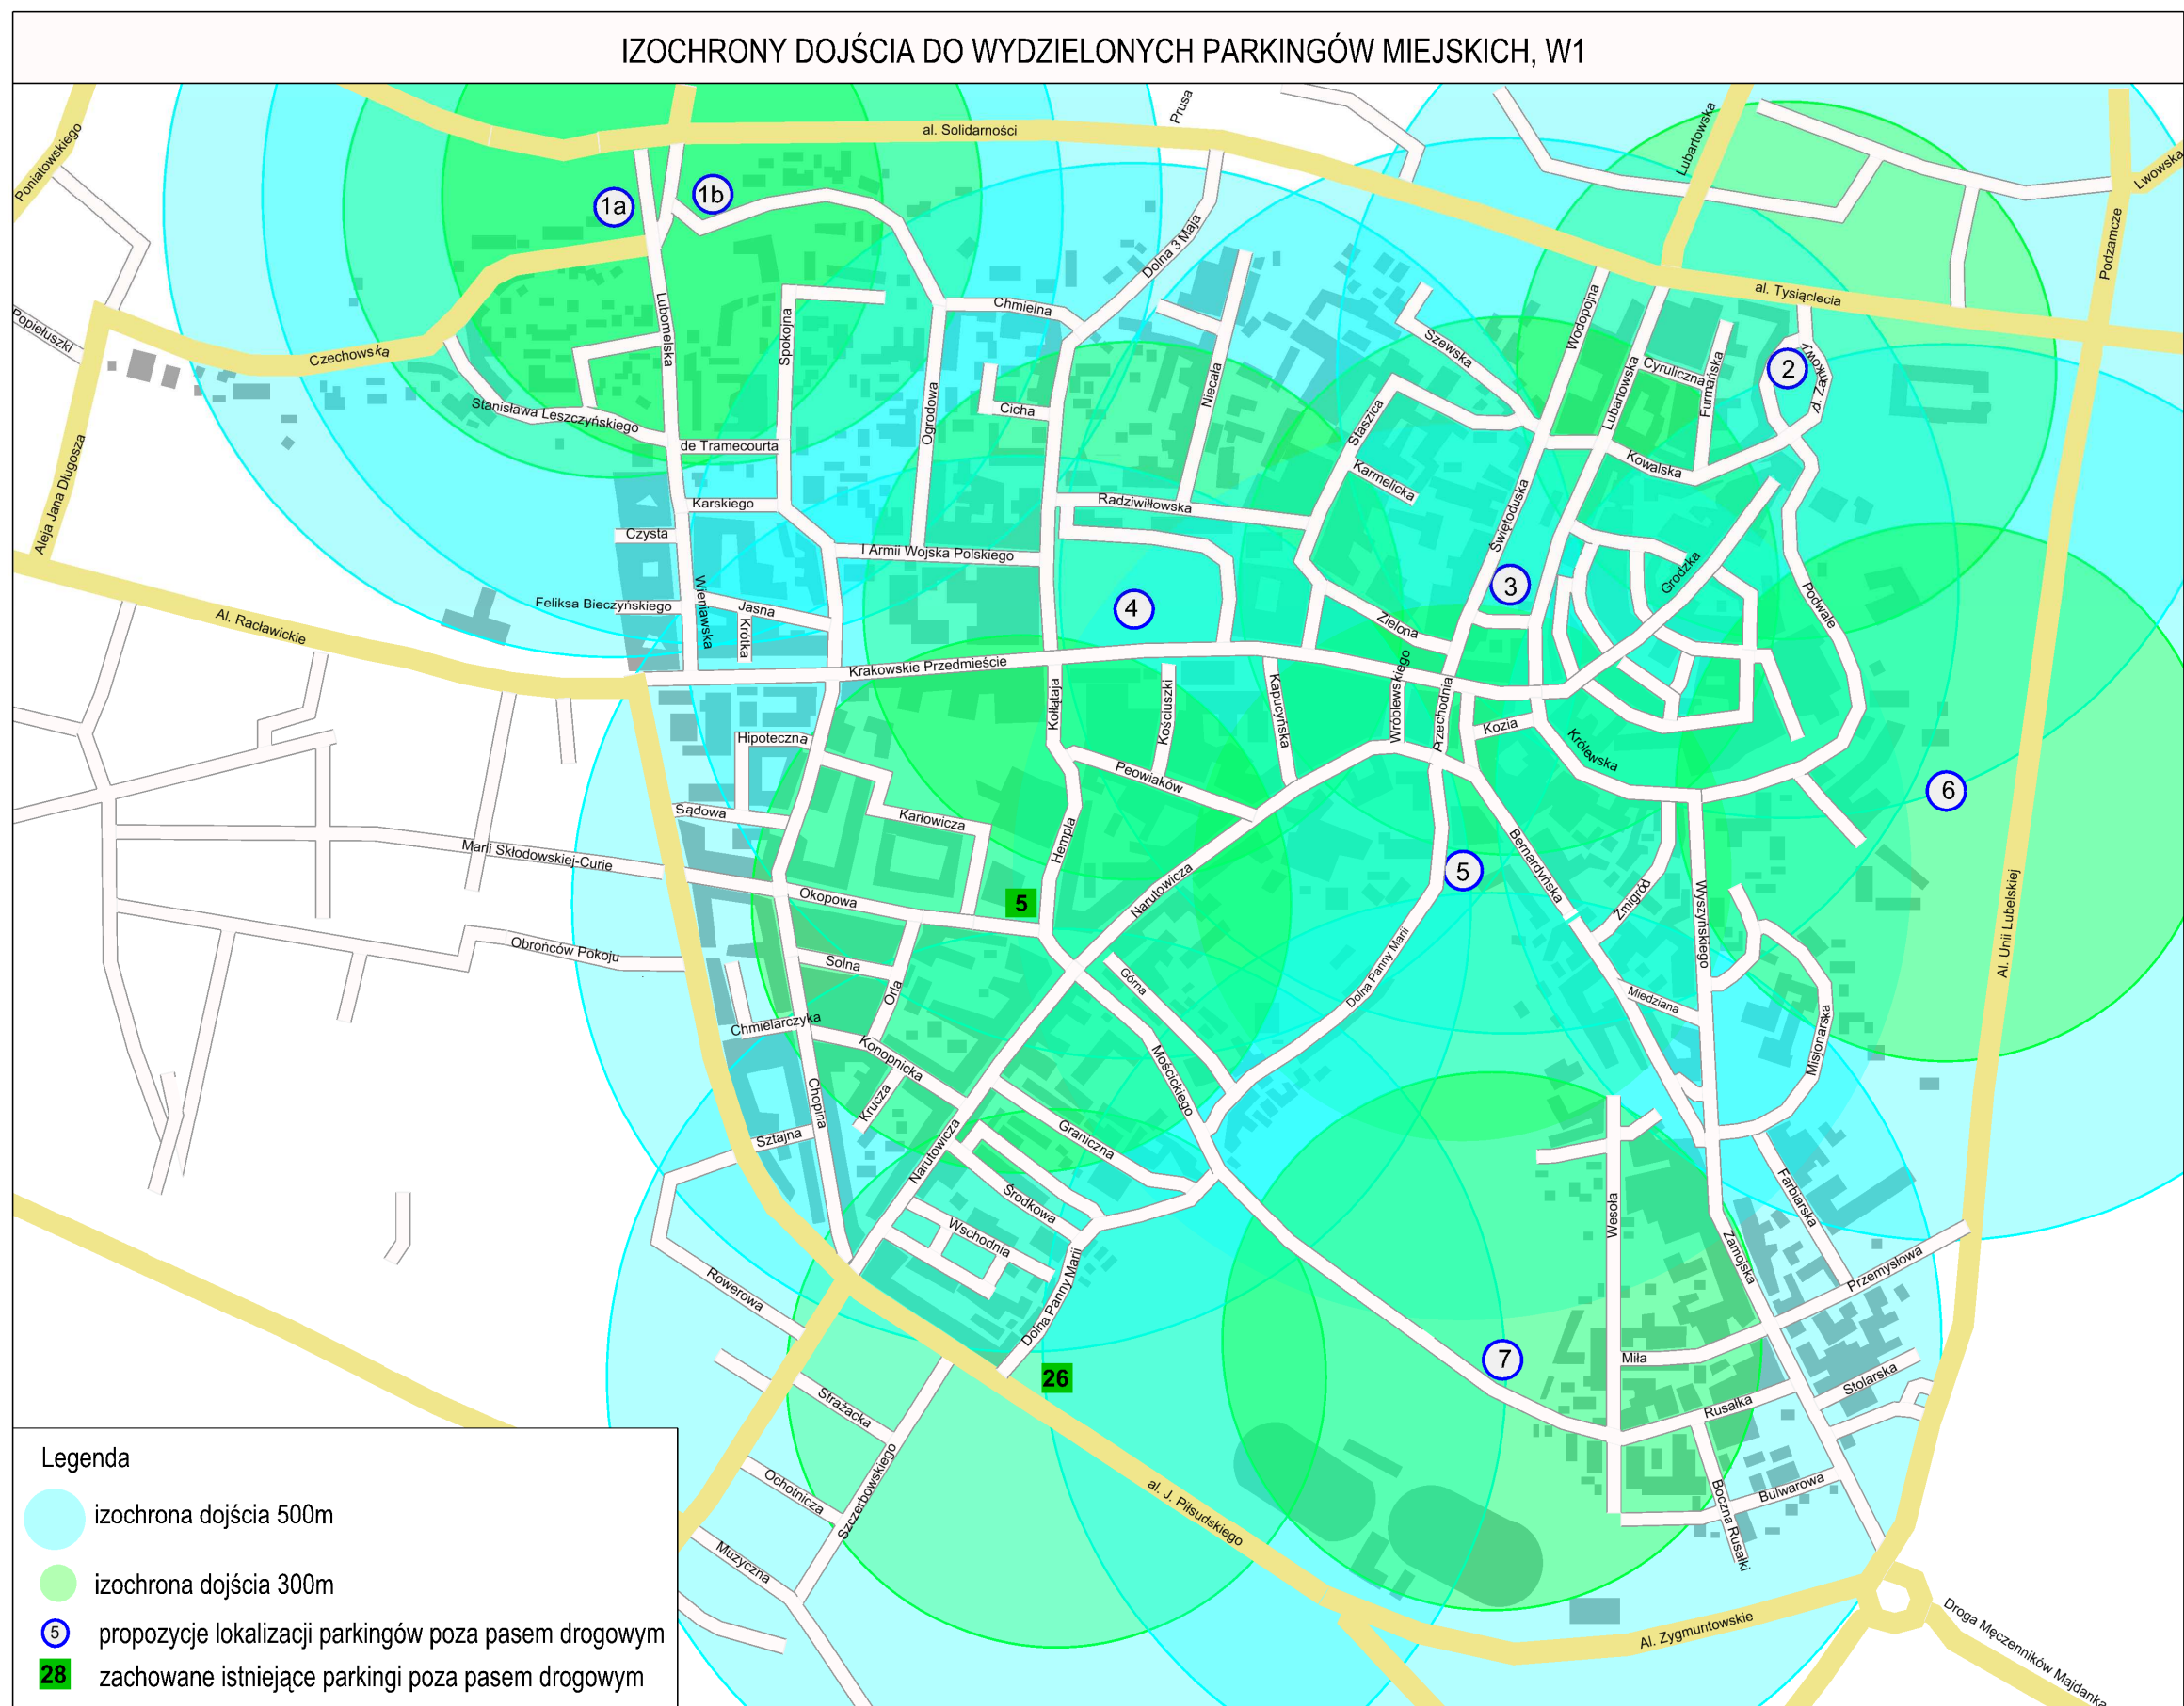 IZOCHRONY DOJŚCIA DO WYDZIELONYCH PARKINGÓW MIEJSKICH, W1
Poniatowskiego
al. Solidarności
Prusa
Lubartowska
Lwowska
Podzamcze
1a
1b
Dolna 3 Maja
al. Tysiąclecia
Popiełuszki
Czechowska
Lubomelska
Spokojna
Chmielna
Szewska
Wodopojna
Lubartowska
Cyruliczna
Furmańska
2
pl. Zamkowy
Stanisława Leszczyńskiego
Ogrodowa
Cicha
Niecała
Staszica
Kowalska
de Tramecourta
Karmelicka
Aleja Jana Długosza
Karskiego
Radziwiłłowska
Świętoduska
Czysta
I Armii Wojska Polskiego
Grodzka
3
Feliksa Bieczyńskiego
Wieniawska
Jasna
Krótka
4
Zielona
Podwale
Al. Racławickie
Krakowskie Przedmieście
Kołłątaja
Kościuszki
Kapucyńska
Wróblewskiego
Przechodnia
Kozia
Królewska
Hipoteczna
Peowiaków
6
Sądowa
Karłowicza
Hempla
Marii Skłodowskiej-Curie
Okopowa
5
Narutowicza
5
Bernardyńska
Żmigród
Wyszyńskiego
Al. Unii Lubelskiej
Obrońców Pokoju
Solna
Orla
Górna
Dolna Panny Marii
Miedziana
Misjonarska
Chmielarczyka
Konopnicka
Krucza
Mościckiego
Chopina
Sztajna
Narutowicza
Graniczna
Środkowa
Wschodnia
Dolna Panny Marii
Wesoła
Farbiarska
Zamojska
Przemysłowa
Rowerowa
26
7
Miła
Stolarska
Rusałka
Strażacka
Ochotnicza
Szczerbowskiego
al. J. Piłsudskiego
Boczna Rusałki
Bulwarowa
Muzyczna
Al. Zygmuntowskie
Droga Męczenników Majdanka
Legenda
izochrona dojścia 500m
izochrona dojścia 300m
5 propozycje lokalizacji parkingów poza pasem drogowym
28 zachowane istniejące parkingi poza pasem drogowym